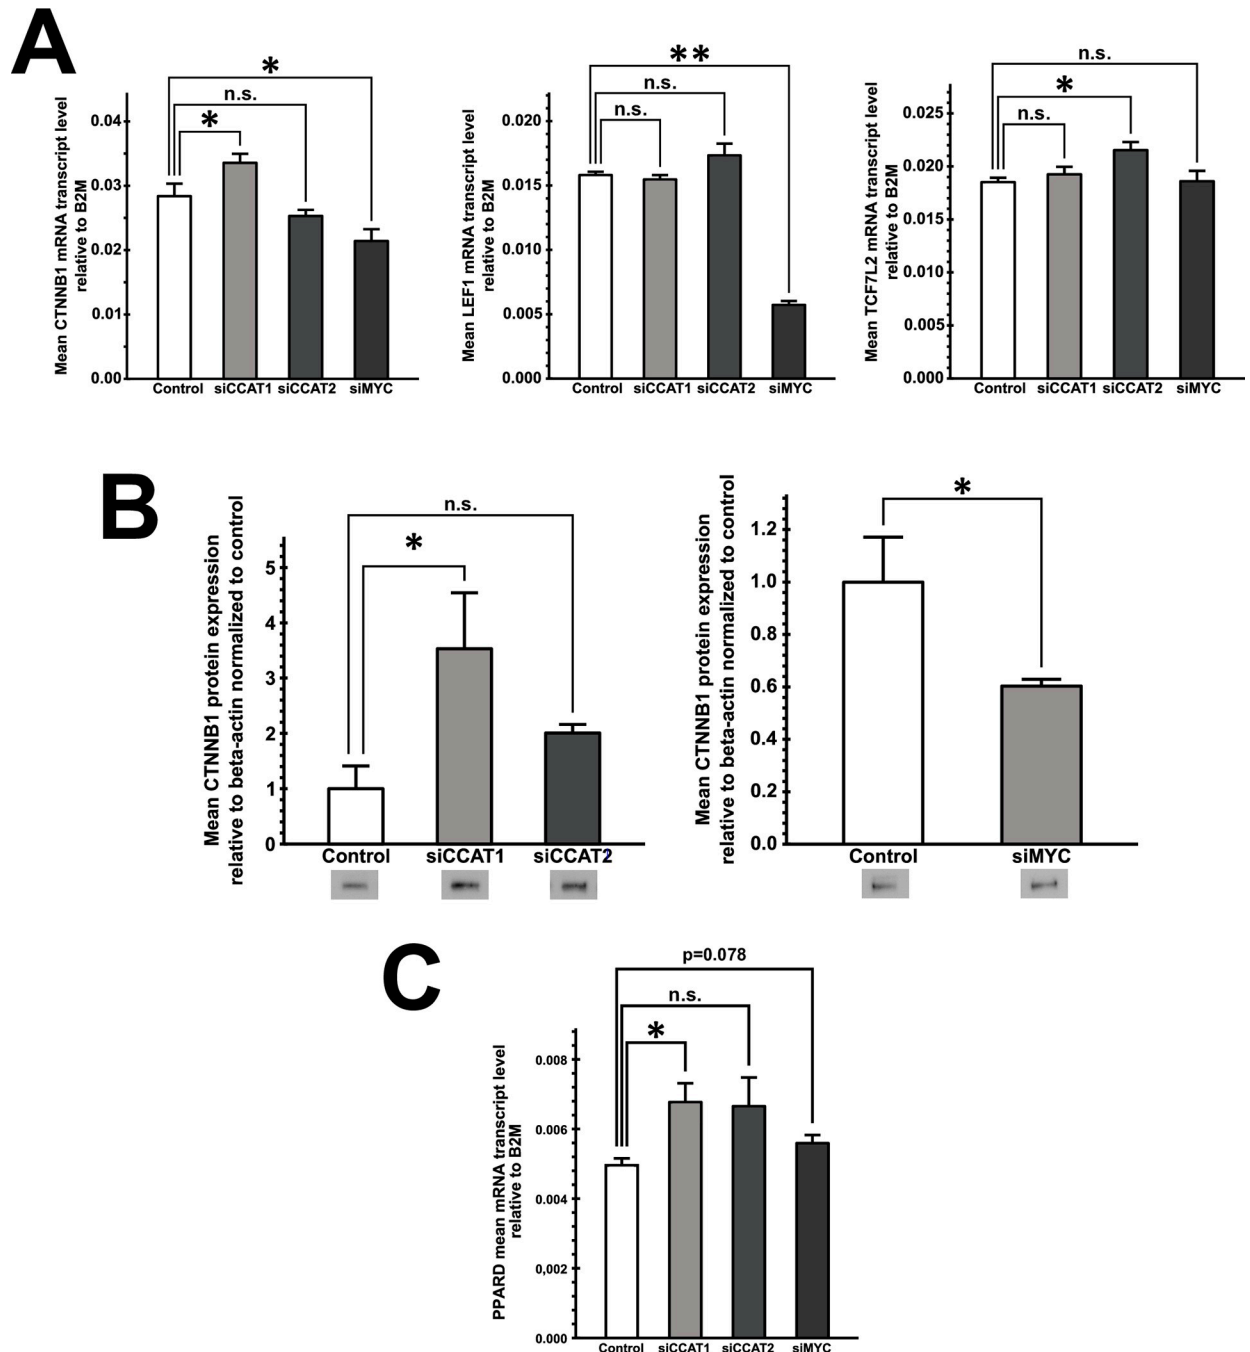 A
Mean CTNNB1 mRNA transcript level
relative to B2M
0.04
0.03
0.02
0.01
0.00
*
n.s.
*
Control siCCAT1 siCCAT2 siMYC
Mean LEF1 mRNA transcript level
relative to B2M
0.020
0.015
0.010
0.005
0.000
**
n.s.
n.s.
Control siCCAT1 siCCAT2 siMYC
Mean TCF7L2 mRNA transcript level
relative to B2M
0.025
0.020
0.015
0.010
0.005
0.000
n.s.
*
n.s.
Control siCCAT1 siCCAT2 siMYC
B
Mean CTNNB1 protein expression
relative to beta-actin normalized to control
5
4
3
2
1
0
n.s.
*
Control siCCAT1 siCCAT2
Mean CTNNB1 protein expression
relative to beta-actin normalized to control
1.2
1.0
0.8
0.6
0.4
0.2
0.0
*
Control siMYC
C
PPARD mean mRNA transcript level
relative to B2M
0.008
0.006
0.004
0,002
0.000
p=0.078
n.s.
*
Control siCCAT1 siCCAT2 siMYC